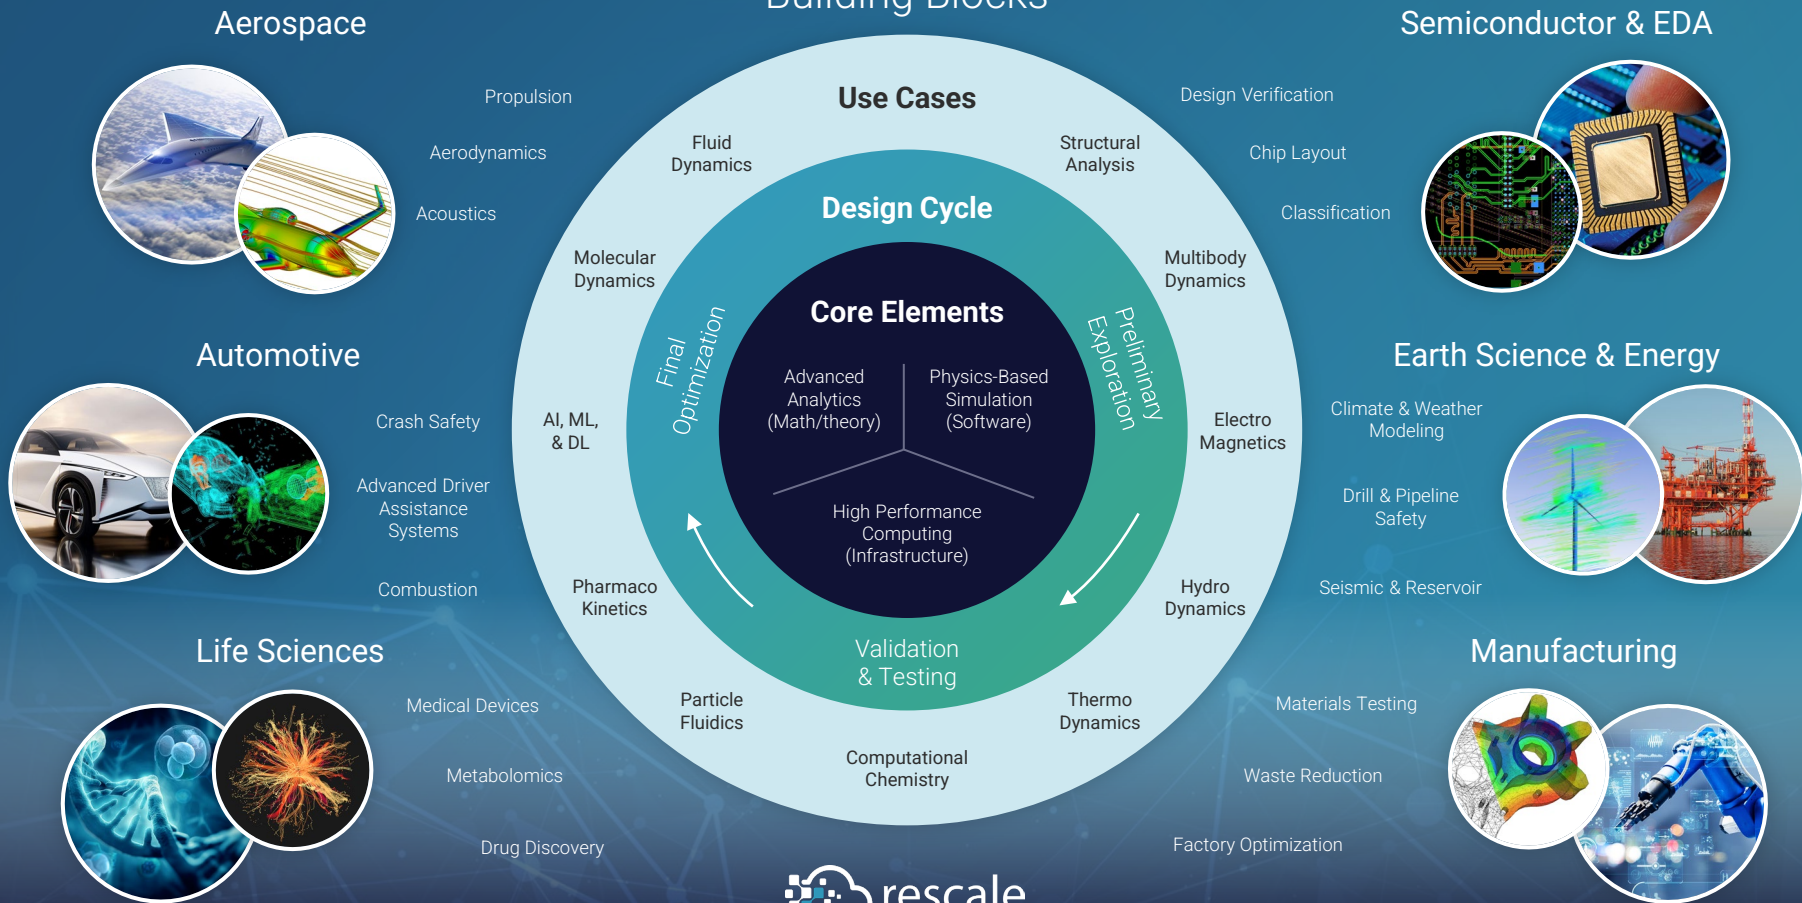 Building Blocks
Aerospace
Propulsion
Aerodynamics
Acoustics
Automotive
Crash Safety
Advanced Driver
Assistance
Systems
Combustion
Life Sciences
Medical Devices
Metabolomics
Drug Discovery
Use Cases
Fluid
Dynamics
Structural
Analysis
Molecular
Dynamics
Multibody
Dynamics
AI, ML,
& DL
Electro
Magnetics
Pharmaco
Kinetics
Hydro
Dynamics
Particle
Fluidics
Thermo
Dynamics
Computational
Chemistry
Design Cycle
Final
Optimization
Preliminary
Exploration
Validation
& Testing
Core Elements
Advanced
Analytics
(Math/theory)
Physics-Based
Simulation
(Software)
High Performance
Computing
(Infrastructure)
Semiconductor & EDA
Design Verification
Chip Layout
Classification
Earth Science & Energy
Climate & Weather
Modeling
Drill & Pipeline
Safety
Seismic & Reservoir
Manufacturing
Materials Testing
Waste Reduction
Factory Optimization
rescale